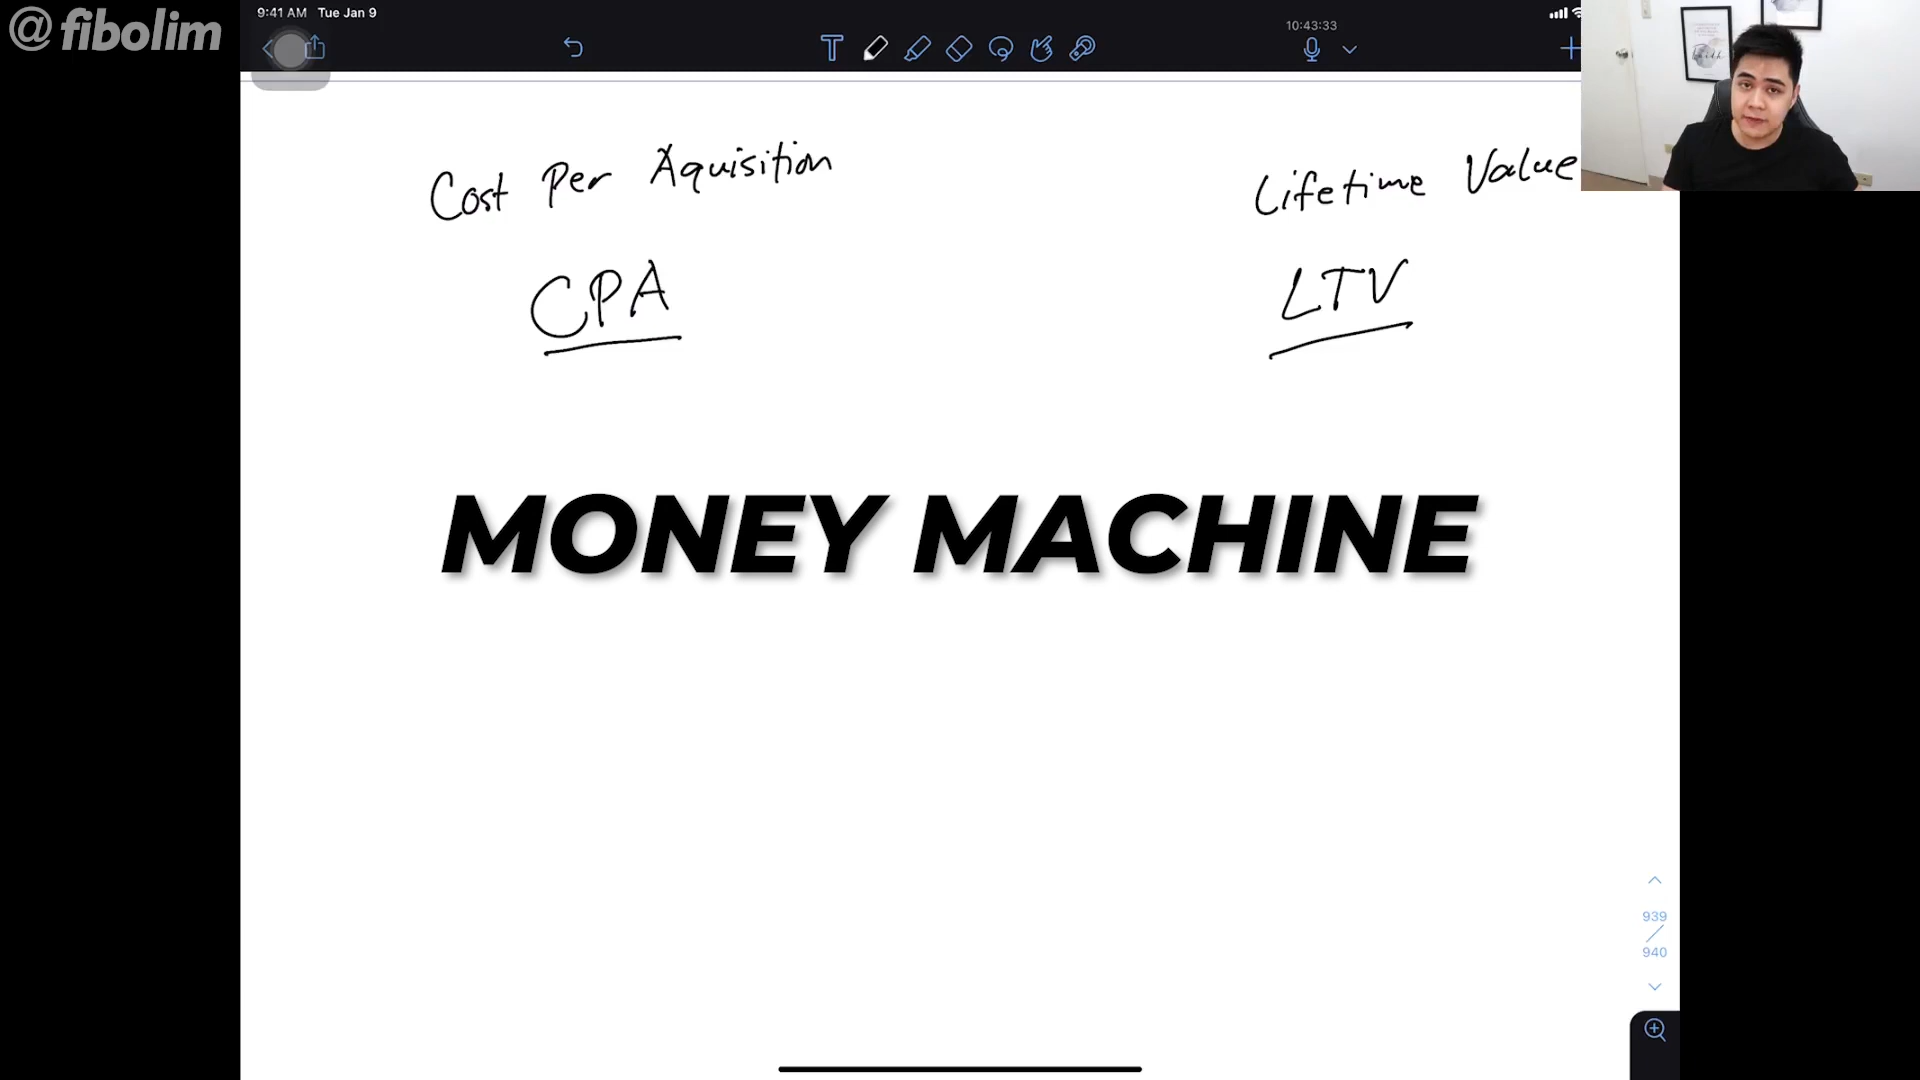 @fibolim
9:41 AM Tue Jan 9
10:43:33
Cost Per Aquisition
Lifetime Value
CPA
LTV
MONEY MACHINE
939
940